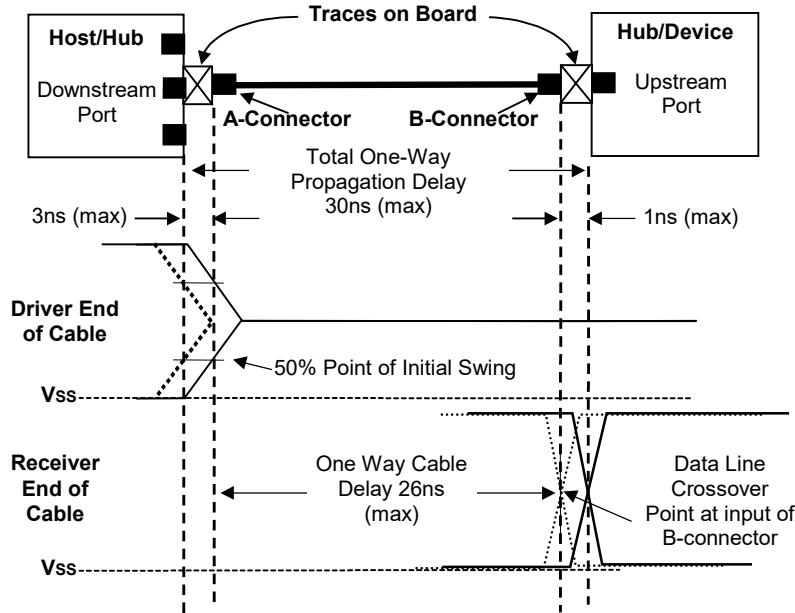 Traces on Board
Host/Hub
Hub/Device
Downstream
Port
Upstream
Port
A-Connector
B-Connector
Total One-Way
Propagation Delay
30ns (max)
3ns (max)
1ns (max)
Driver End
of Cable
50% Point of Initial Swing
Vss
Receiver
End of
Cable
One Way Cable
Delay 26ns
(max)
Data Line
Crossover
Point at input of
B-connector
Vss